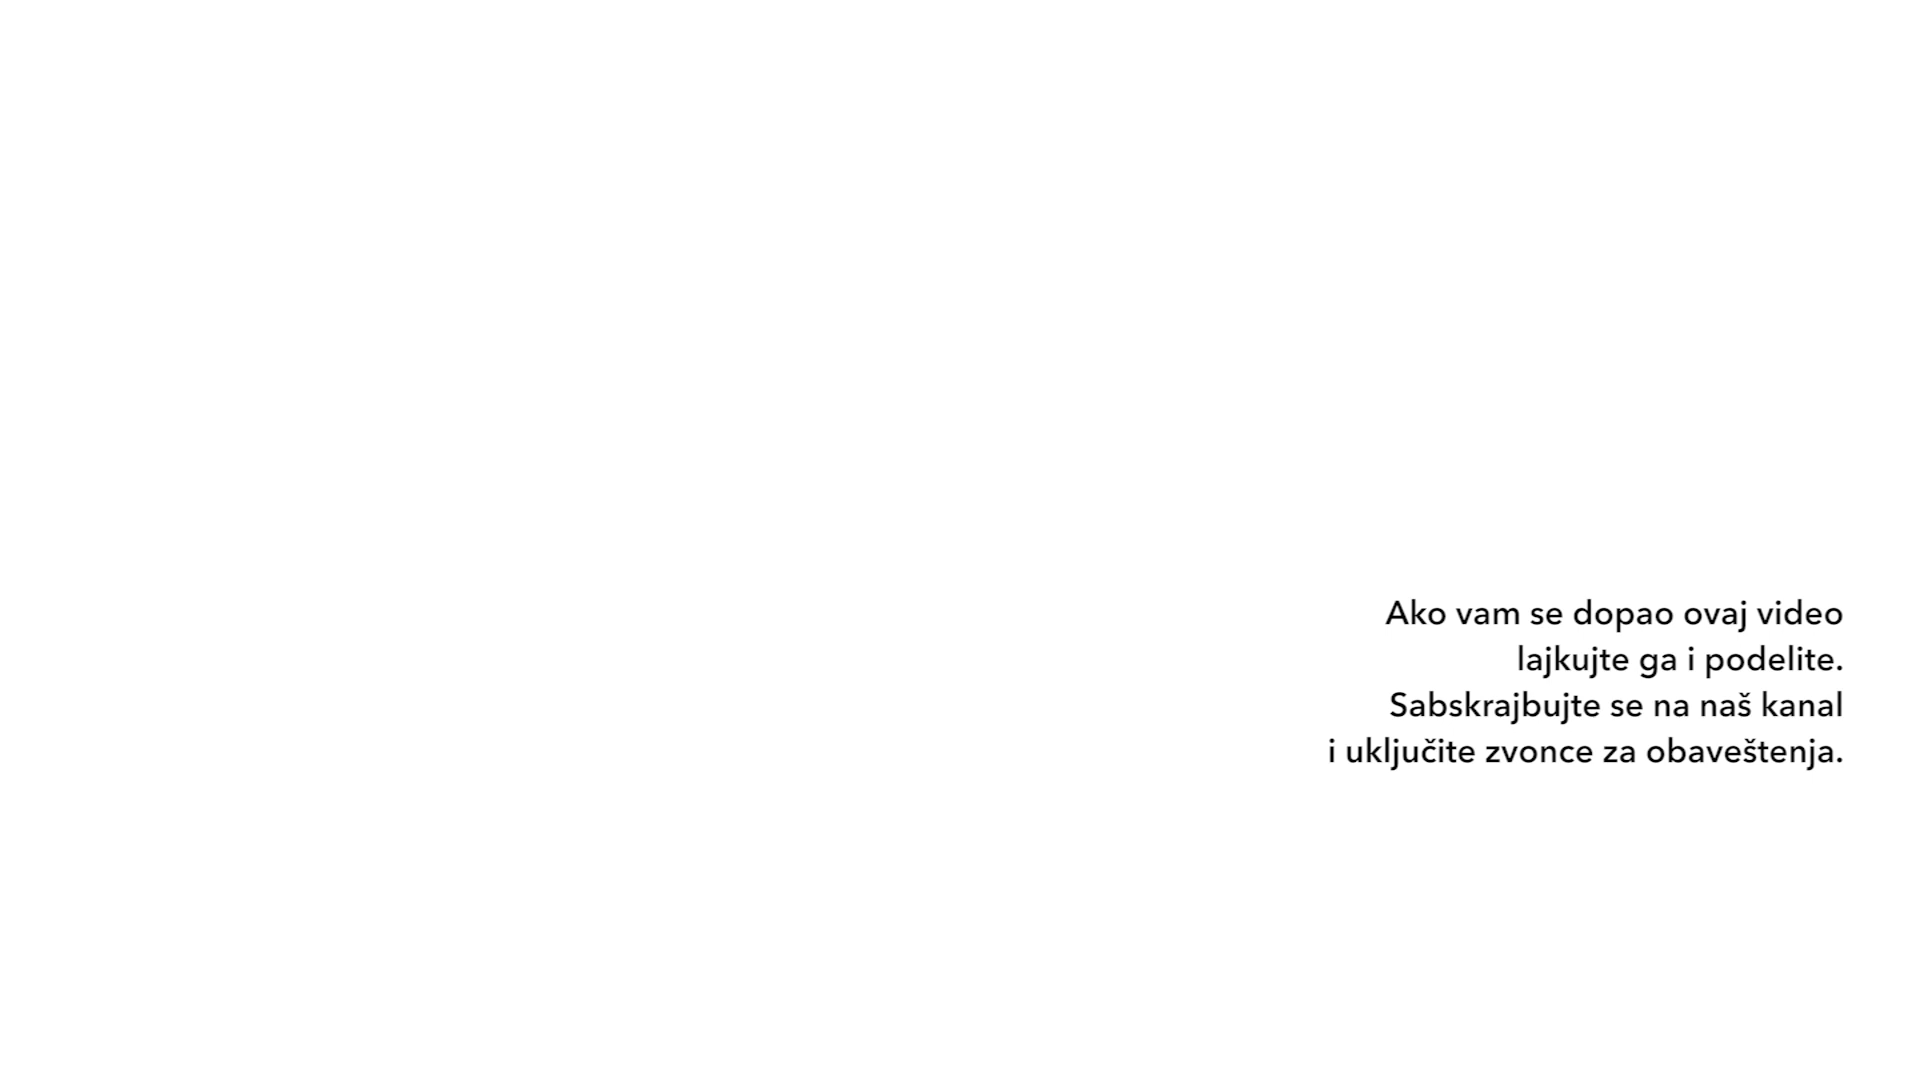 Ako vam se dopao ovaj video
lajkujte ga i podelite.
Sabskrajbujte se na naš kanal
i uključite zvonce za obaveštenja.